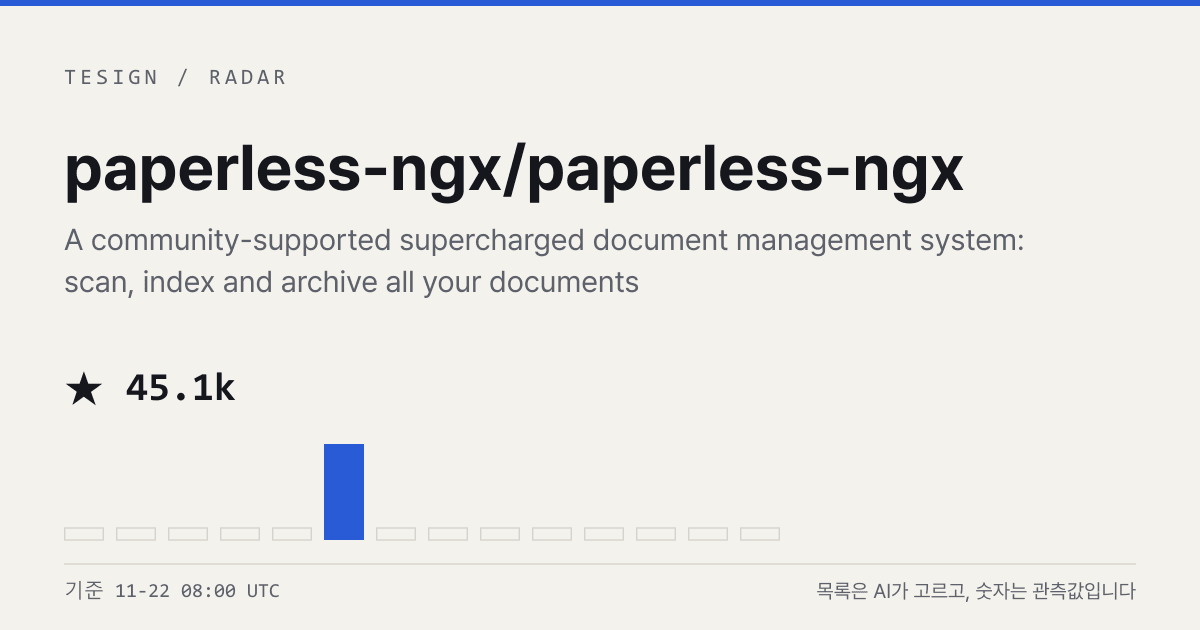 TESIGN / RADAR
paperless-ngx/paperless-ngx
A community-supported supercharged document management system:
scan, index and archive all your documents
★ 45.1k
기준 11-22 08:00 UTC
목록은 AI가 고르고, 숫자는 관측값입니다